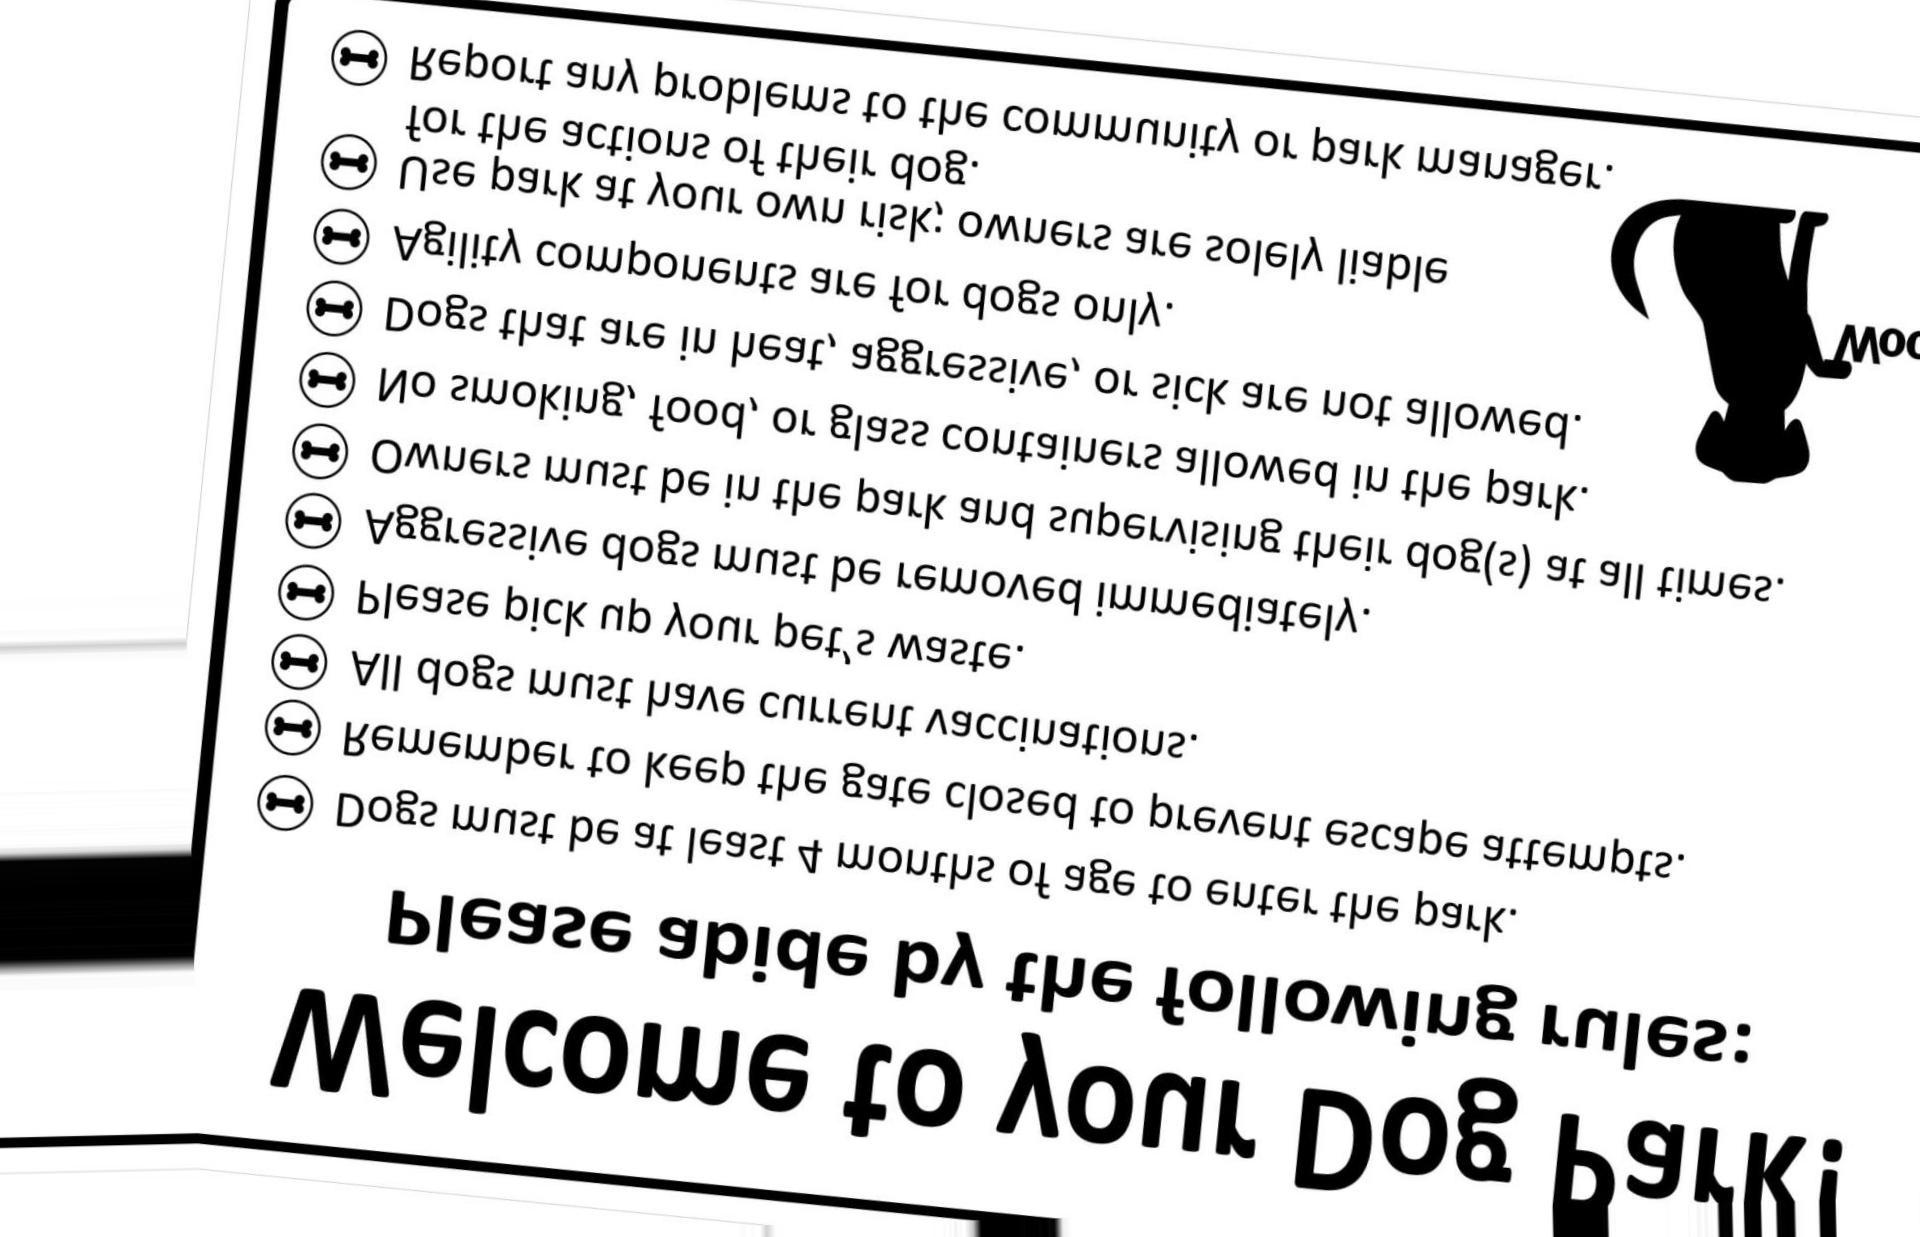 Welcome to your Dog Park!
Please abide by the following rules:
Dogs must be at least 4 months of age to enter the park.
Remember to keep the gate closed to prevent escape attempts.
All dogs must have current vaccinations.
Please pick up your pet's waste.
Aggressive dogs must be removed immediately.
Owners must be in the park and supervising their dog(s) at all times.
No smoking, food, or glass containers allowed in the park.
Dogs that are in heat, aggressive, or sick are not allowed.
Agility components are for dogs only.
Use park at your own risk; owners are solely liable
for the actions of their dog.
Report any problems to the community or park manager.